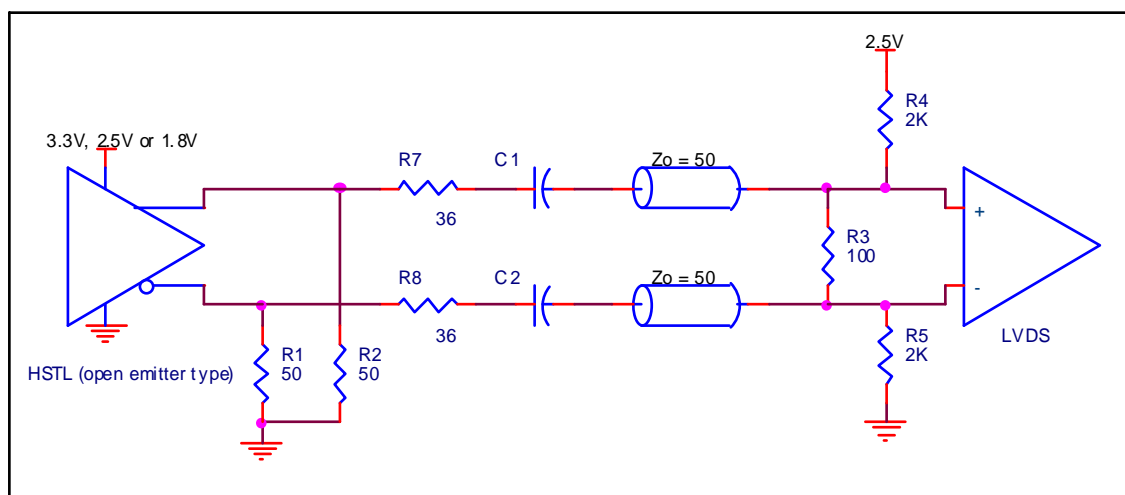 2.5V
R4
2K
3.3V, 2.5V or 1.8V
R7
C1
Zo = 50
36
+
R3
100
R8
C2
Zo = 50
-
36
LVDS
R1
50
R2
50
R5
2K
HSTL (open emitter type)